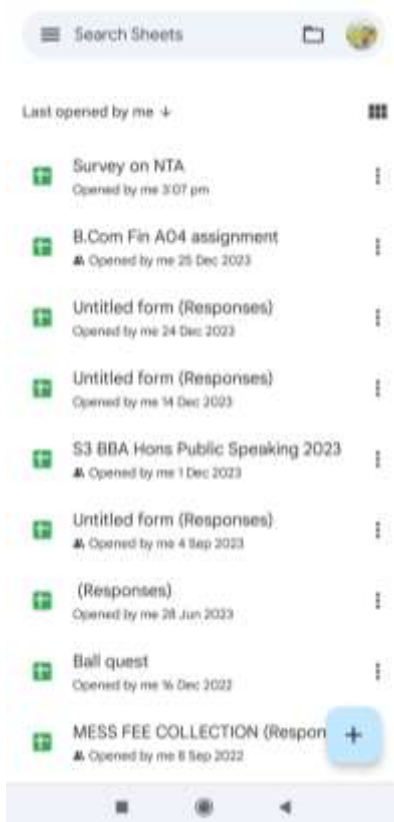 Search Sheets
Last opened by me ↓
Survey on NTA
Opened by me 3:07 pm
B.Com Fin A04 assignment
Opened by me 25 Dec 2023
Untitled form (Responses)
Opened by me 24 Dec 2023
Untitled form (Responses)
Opened by me 14 Dec 2023
S3 BBA Hons Public Speaking 2023
Opened by me 1 Dec 2023
Untitled form (Responses)
Opened by me 4 Sep 2023
(Responses)
Opened by me 28 Jun 2023
Ball quest
Opened by me 16 Dec 2022
MESS FEE COLLECTION (Respon
Opened by me 8 Sep 2022